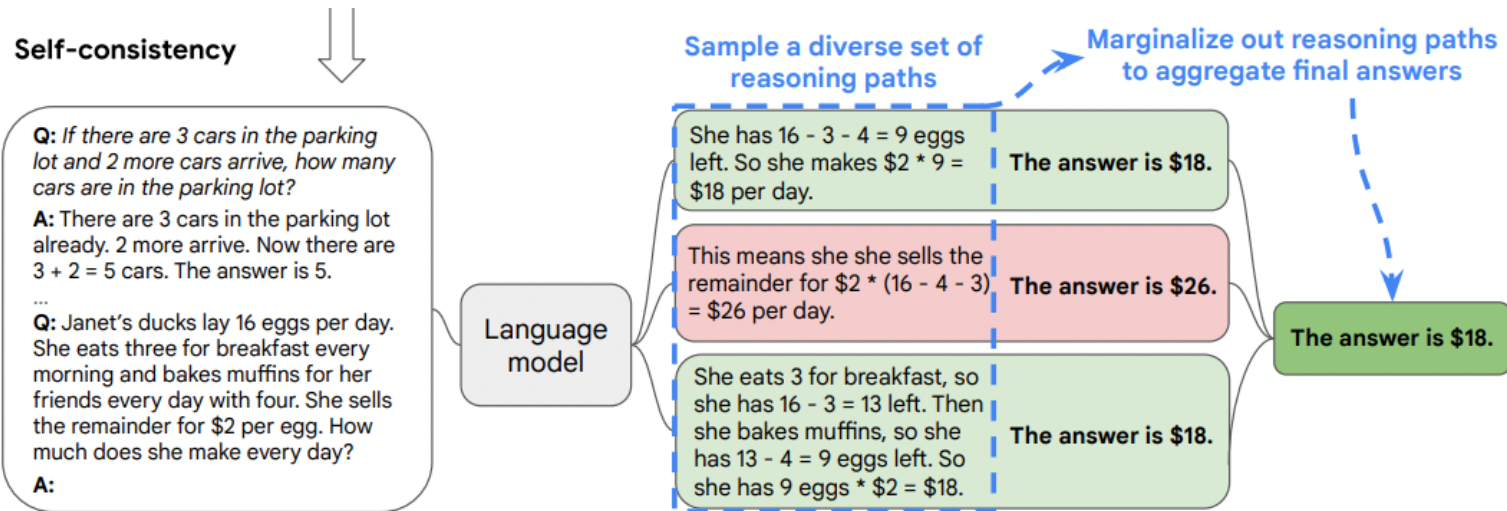 Self-consistency
Sample a diverse set of
reasoning paths
Marginalize out reasoning paths
to aggregate final answers
Q: If there are 3 cars in the parking
lot and 2 more cars arrive, how many
cars are in the parking lot?
A: There are 3 cars in the parking lot
already. 2 more arrive. Now there are
3 + 2 = 5 cars. The answer is 5.
...
Q: Janet's ducks lay 16 eggs per day.
She eats three for breakfast every
morning and bakes muffins for her
friends every day with four. She sells
the remainder for $2 per egg. How
much does she make every day?
A:
Language
model
She has 16 - 3 - 4 = 9 eggs
left. So she makes $2 * 9 =
$18 per day.
The answer is $18.
This means she she sells the
remainder for $2 * (16 - 4 - 3)
= $26 per day.
The answer is $26.
She eats 3 for breakfast, so
she has 16 - 3 = 13 left. Then
she bakes muffins, so she
has 13 - 4 = 9 eggs left. So
she has 9 eggs * $2 = $18.
The answer is $18.
The answer is $18.